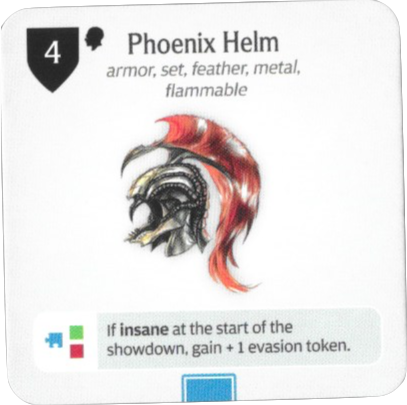 4
Phoenix Helm
armor, set, feather, metal,
flammable
If insane at the start of the
showdown, gain +1 evasion token.